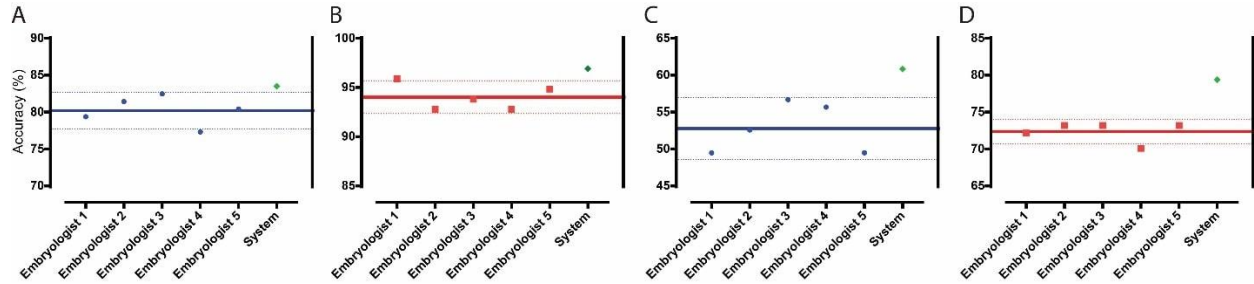 A
Accuracy (%)
90
85
80
75
70
Embryologist 1
Embryologist 2
Embryologist 3
Embryologist 4
Embryologist 5
System
B
100
95
90
85
Embryologist 1
Embryologist 2
Embryologist 3
Embryologist 4
Embryologist 5
System
C
65
60
55
50
45
Embryologist 1
Embryologist 2
Embryologist 3
Embryologist 4
Embryologist 5
System
D
85
80
75
70
65
Embryologist 1
Embryologist 2
Embryologist 3
Embryologist 4
Embryologist 5
System